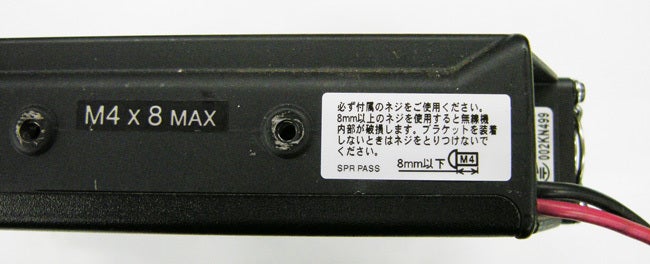 M4 x 8 MAX
必ず付属のネジをご使用ください。
8mm以上のネジを使用すると無線機
内部が破損します。ブラケットを装着
しないときはネジをとりつけないで
ください。
SPR PASS
8mm以下
M4
002KN499